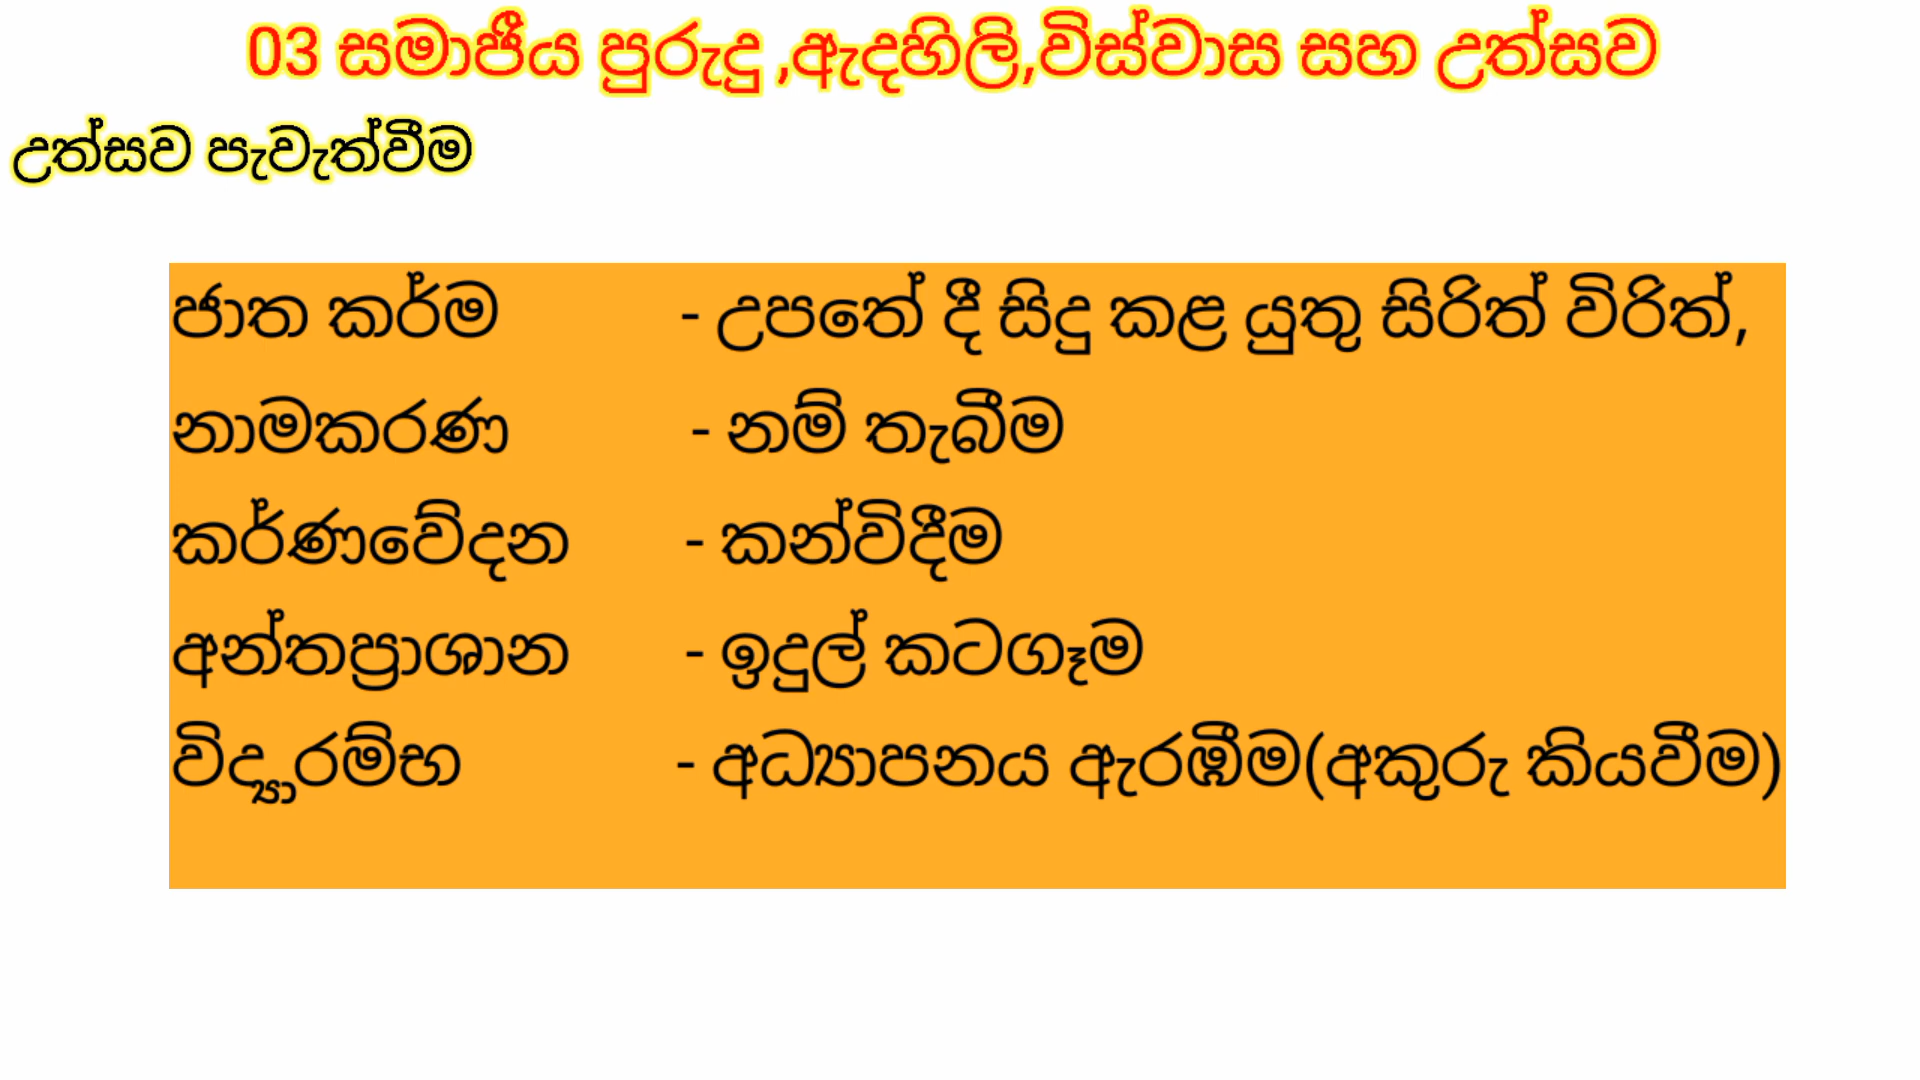 03 සමාජීය පුරුදු ,ඇදහිලි,විස්වාස සහ උත්සව
උත්සව පැවැත්වීම
ජාත කර්ම - උපතේ දී සිදු කළ යුතු සිරිත් විරිත්,
නාමකරණ - නම් තැබීම
කර්ණවේදන - කන්විදීම
අන්තප්‍රාශාන - ඉදුල් කටගෑම
විද්‍යාරම්භ - අධ්‍යාපනය ඇරඹීම(අකුරු කියවීම)